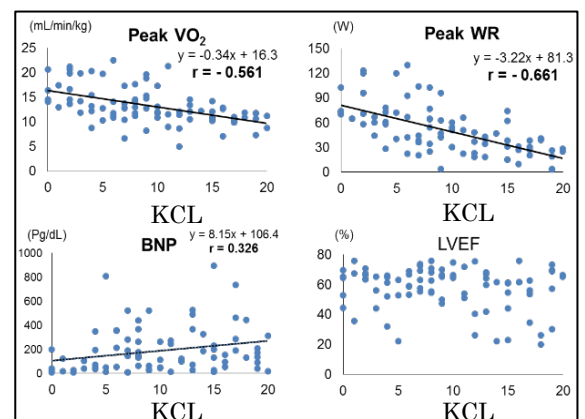 (mL/min/kg)
Peak VO₂
y = -0.34x + 16.3
r = - 0.561
25
20
15
10
5
0
0 5 10 15 20
KCL
(W)
Peak WR
y = -3.22x + 81.3
r = - 0.661
150
120
90
60
30
0
0 5 10 15 20
KCL
(Pg/dL)
BNP
y = 8.15x + 106.4
r = 0.326
1000
800
600
400
200
0
0 5 10 15 20
KCL
(%)
LVEF
80
60
40
20
0
0 5 10 15 20
KCL